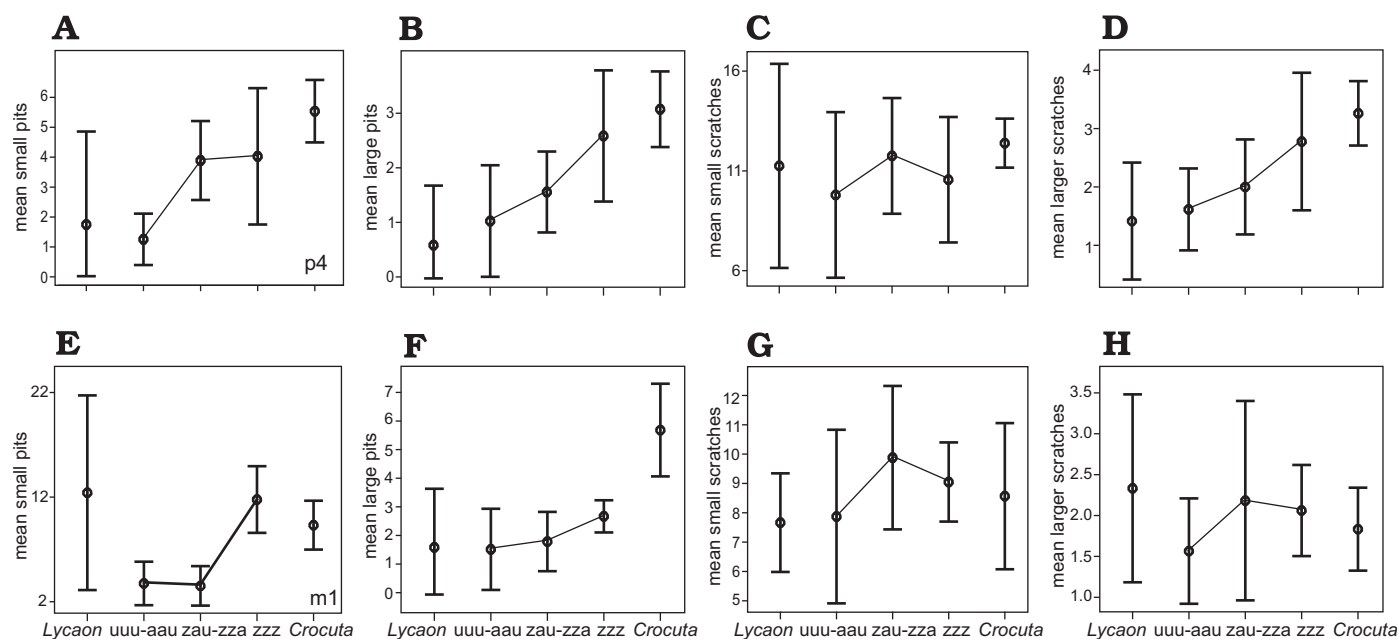 A
B
C
D
mean small pits
6
5
4
3
2
1
0
p4
mean large pits
3
2
1
0
mean small scratches
16
11
6
mean larger scratches
4
3
2
1
E
F
G
H
mean small pits
22
12
2
m1
mean large pits
7
6
5
4
3
2
1
0
mean small scratches
12
11
10
9
8
7
6
5
mean larger scratches
3.5
3.0
2.5
2.0
1.5
1.0
Lycaon uuu-aau zau-zza zzz Crocuta
Lycaon uuu-aau zau-zza zzz Crocuta
Lycaon uuu-aau zau-zza zzz Crocuta
Lycaon uuu-aau zau-zza zzz Crocuta